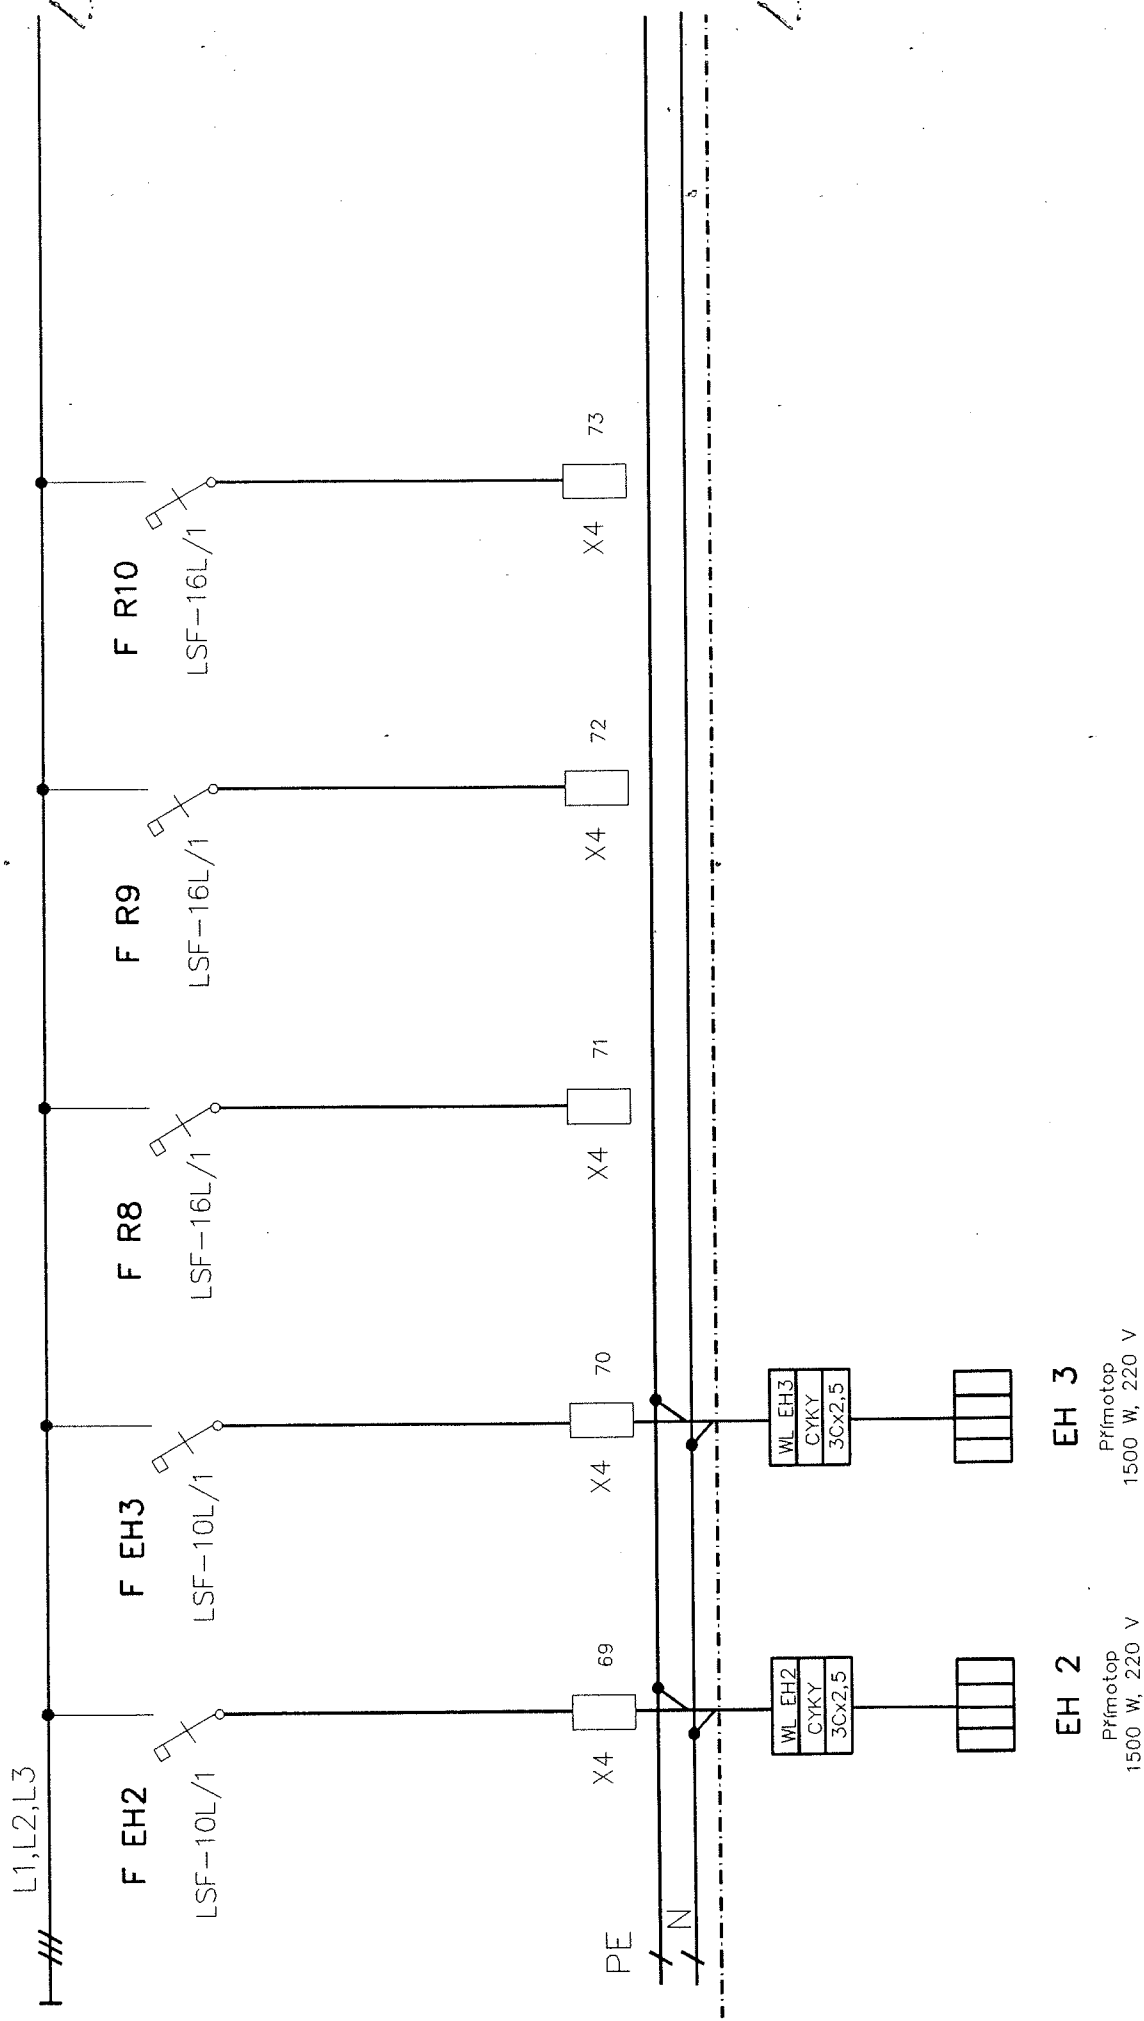 L1,L2,L3
F EH2
LSF-10L/1
F EH3
LSF-10L/1
F R8
LSF-16L/1
F R9
LSF-16L/1
F R10
LSF-16L/1
X4
69
X4
70
X4
71
X4
72
X4
73
PE
N
WL EH2
CYKY
3Cx2,5
WL EH3
CYKY
3Cx2,5
EH 2
Přímotop
1500 W, 220 V
EH 3
Přímotop
1500 W, 220 V